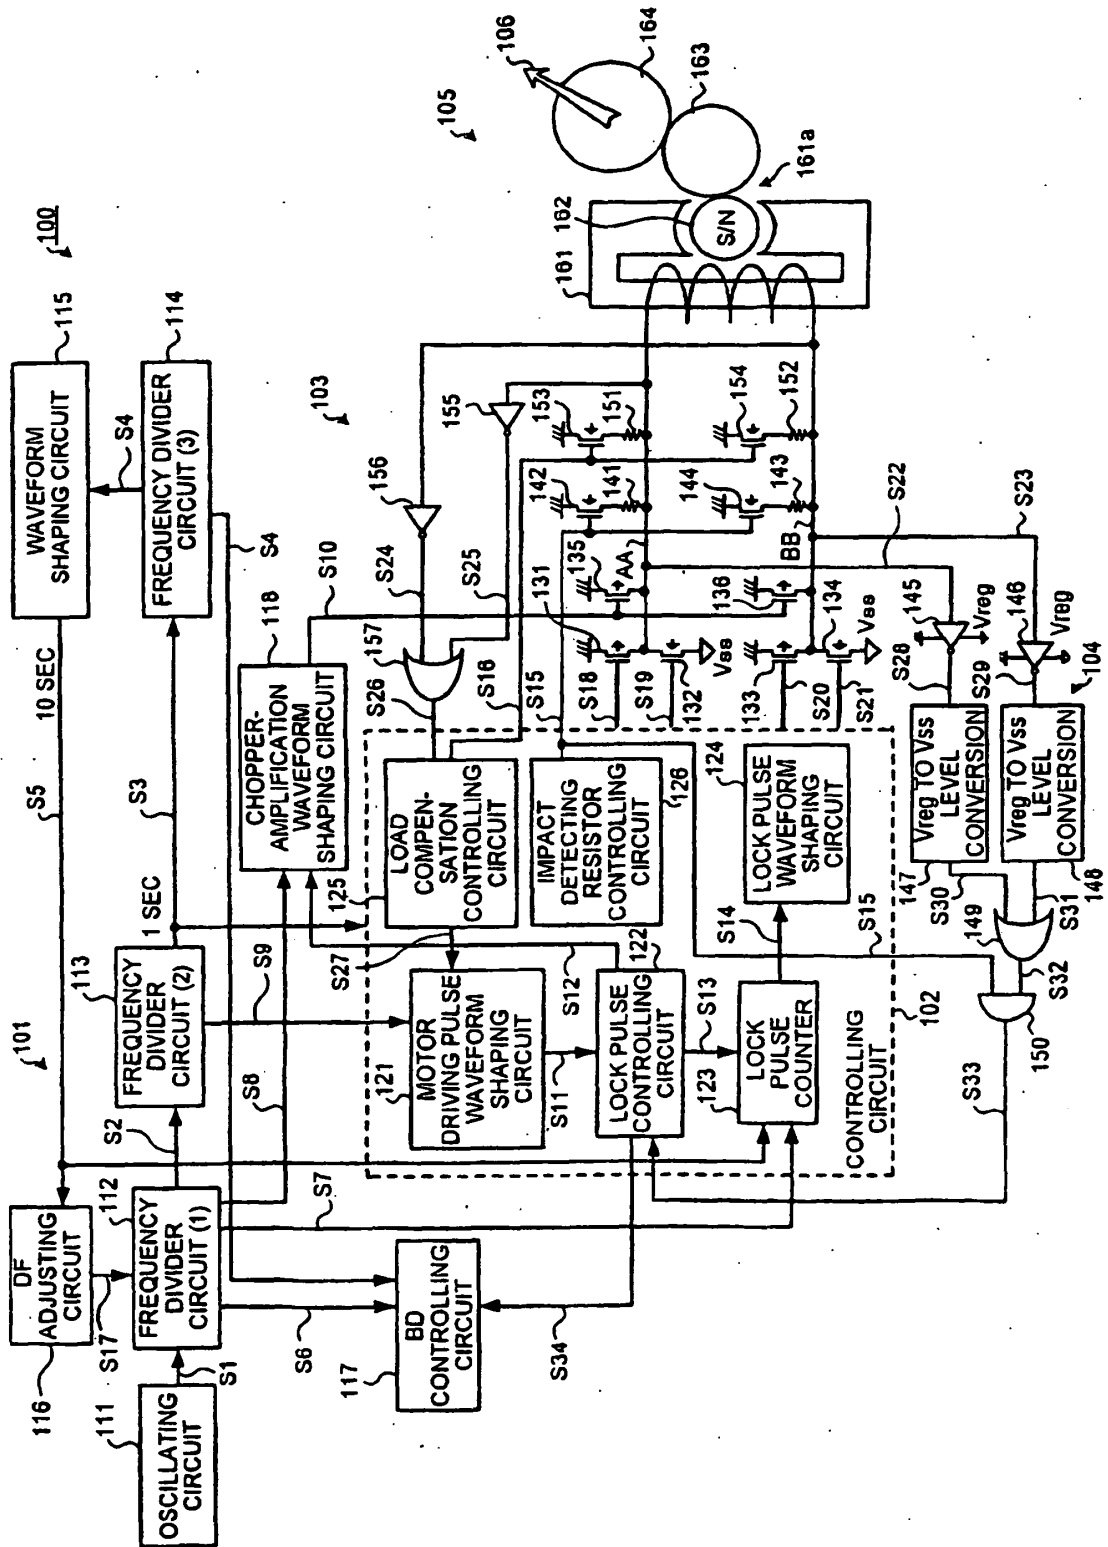 100
101
OSCILLATING
CIRCUIT
111
S1
FREQUENCY
DIVIDER
CIRCUIT (1)
112
S17
DF
ADJUSTING
CIRCUIT
116
S2
FREQUENCY
DIVIDER
CIRCUIT (2)
113
1 SEC
S3
FREQUENCY DIVIDER
CIRCUIT (3)
114
S4
WAVEFORM
SHAPING CIRCUIT
115
10 SEC
S5
S4
S6
S7
S8
S9
BD
CONTROLLING
CIRCUIT
117
S34
CHOPPER-
AMPLIFICATION
WAVEFORM
SHAPING CIRCUIT
118
S10
103
MOTOR
DRIVING PULSE
WAVEFORM
SHAPING
CIRCUIT
121
S11
S27
LOAD
COMPEN-
SATION
CONTROLLING
CIRCUIT
125
S26
S12
LOCK PULSE
CONTROLLING
CIRCUIT
122
S13
IMPACT
DETECTING
RESISTOR
CONTROLLING
CIRCUIT
126
LOCK
PULSE
COUNTER
123
S14
LOCK PULSE
WAVEFORM
SHAPING
CIRCUIT
124
CONTROLLING
CIRCUIT
102
S15
S33
156
S24
157
S25
155
S16
S15
S18
S19
S20
S21
131
132
Vss
133
134
Vss
135
136
AA
BB
142
141
144
143
153
151
154
152
S22
S23
145
Vreg
146
Vreg
S28
S29
104
Vreg TO Vss
LEVEL
CONVERSION
147
Vreg TO Vss
LEVEL
CONVERSION
148
S30
S31
149
S32
150
105
106
164
163
161a
162
S/N
161